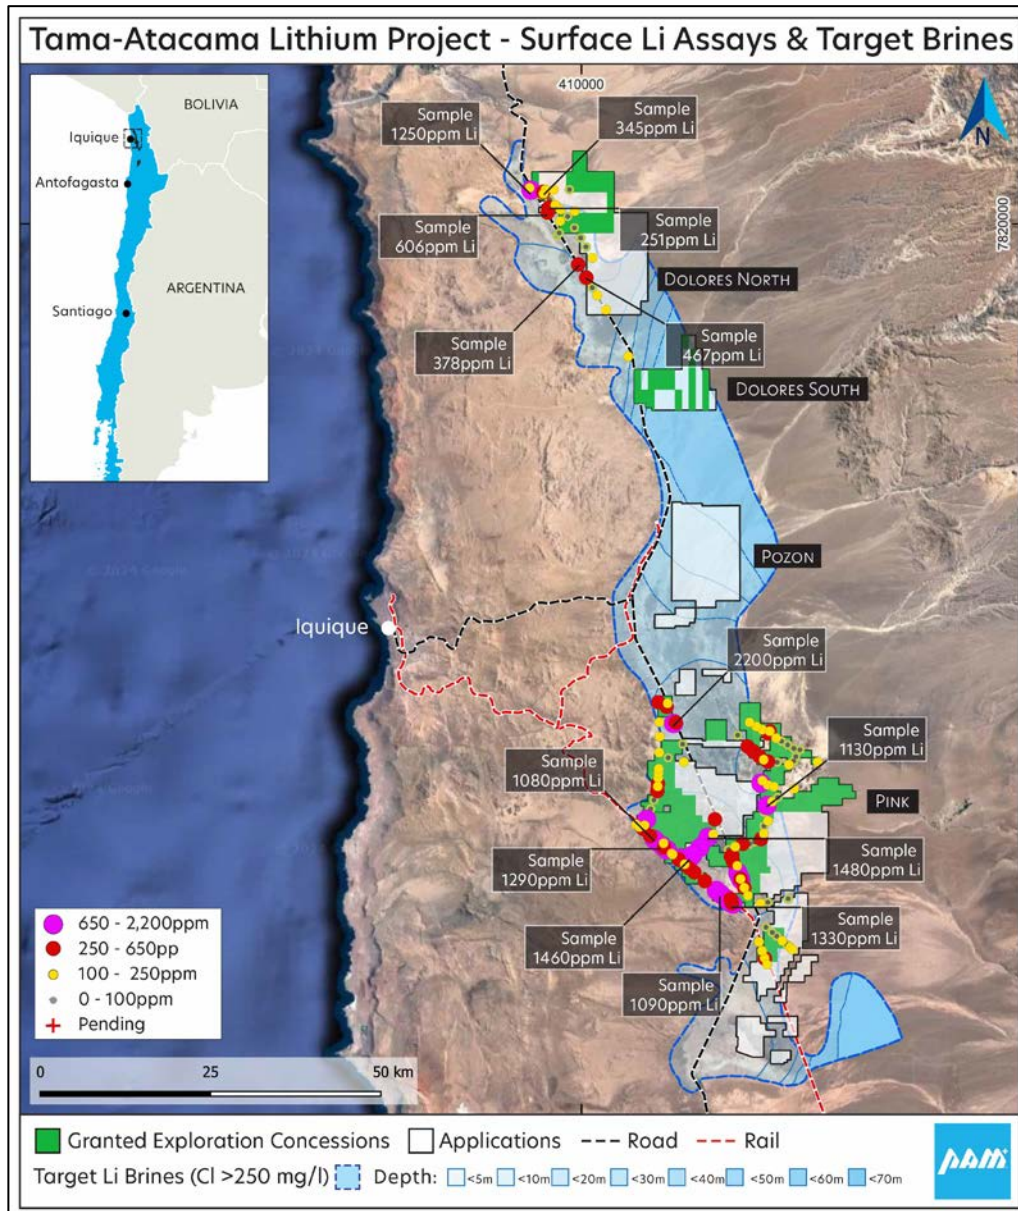 Tama-Atacama Lithium Project - Surface Li Assays & Target Brines
410000
7820000
N
BOLIVIA
Iquique
Antofagasta
ARGENTINA
Santiago
Sample
1250ppm Li
Sample
345ppm Li
Sample
606ppm Li
Sample
251ppm Li
DOLORES NORTH
Sample
378ppm Li
Sample
467ppm Li
DOLORES SOUTH
POZON
Iquique
Sample
2200ppm Li
Sample
1130ppm Li
Sample
1080ppm Li
PINK
Sample
1290ppm Li
Sample
1480ppm Li
Sample
1460ppm Li
Sample
1330ppm Li
Sample
1090ppm Li
650 - 2,200ppm
250 - 650pp
100 - 250ppm
0 - 100ppm
Pending
0 25 50 km
Granted Exploration Concessions Applications Road Rail
Target Li Brines (Cl >250 mg/l) Depth: <5m <10m <20m <30m <40m <50m <60m <70m
PAM